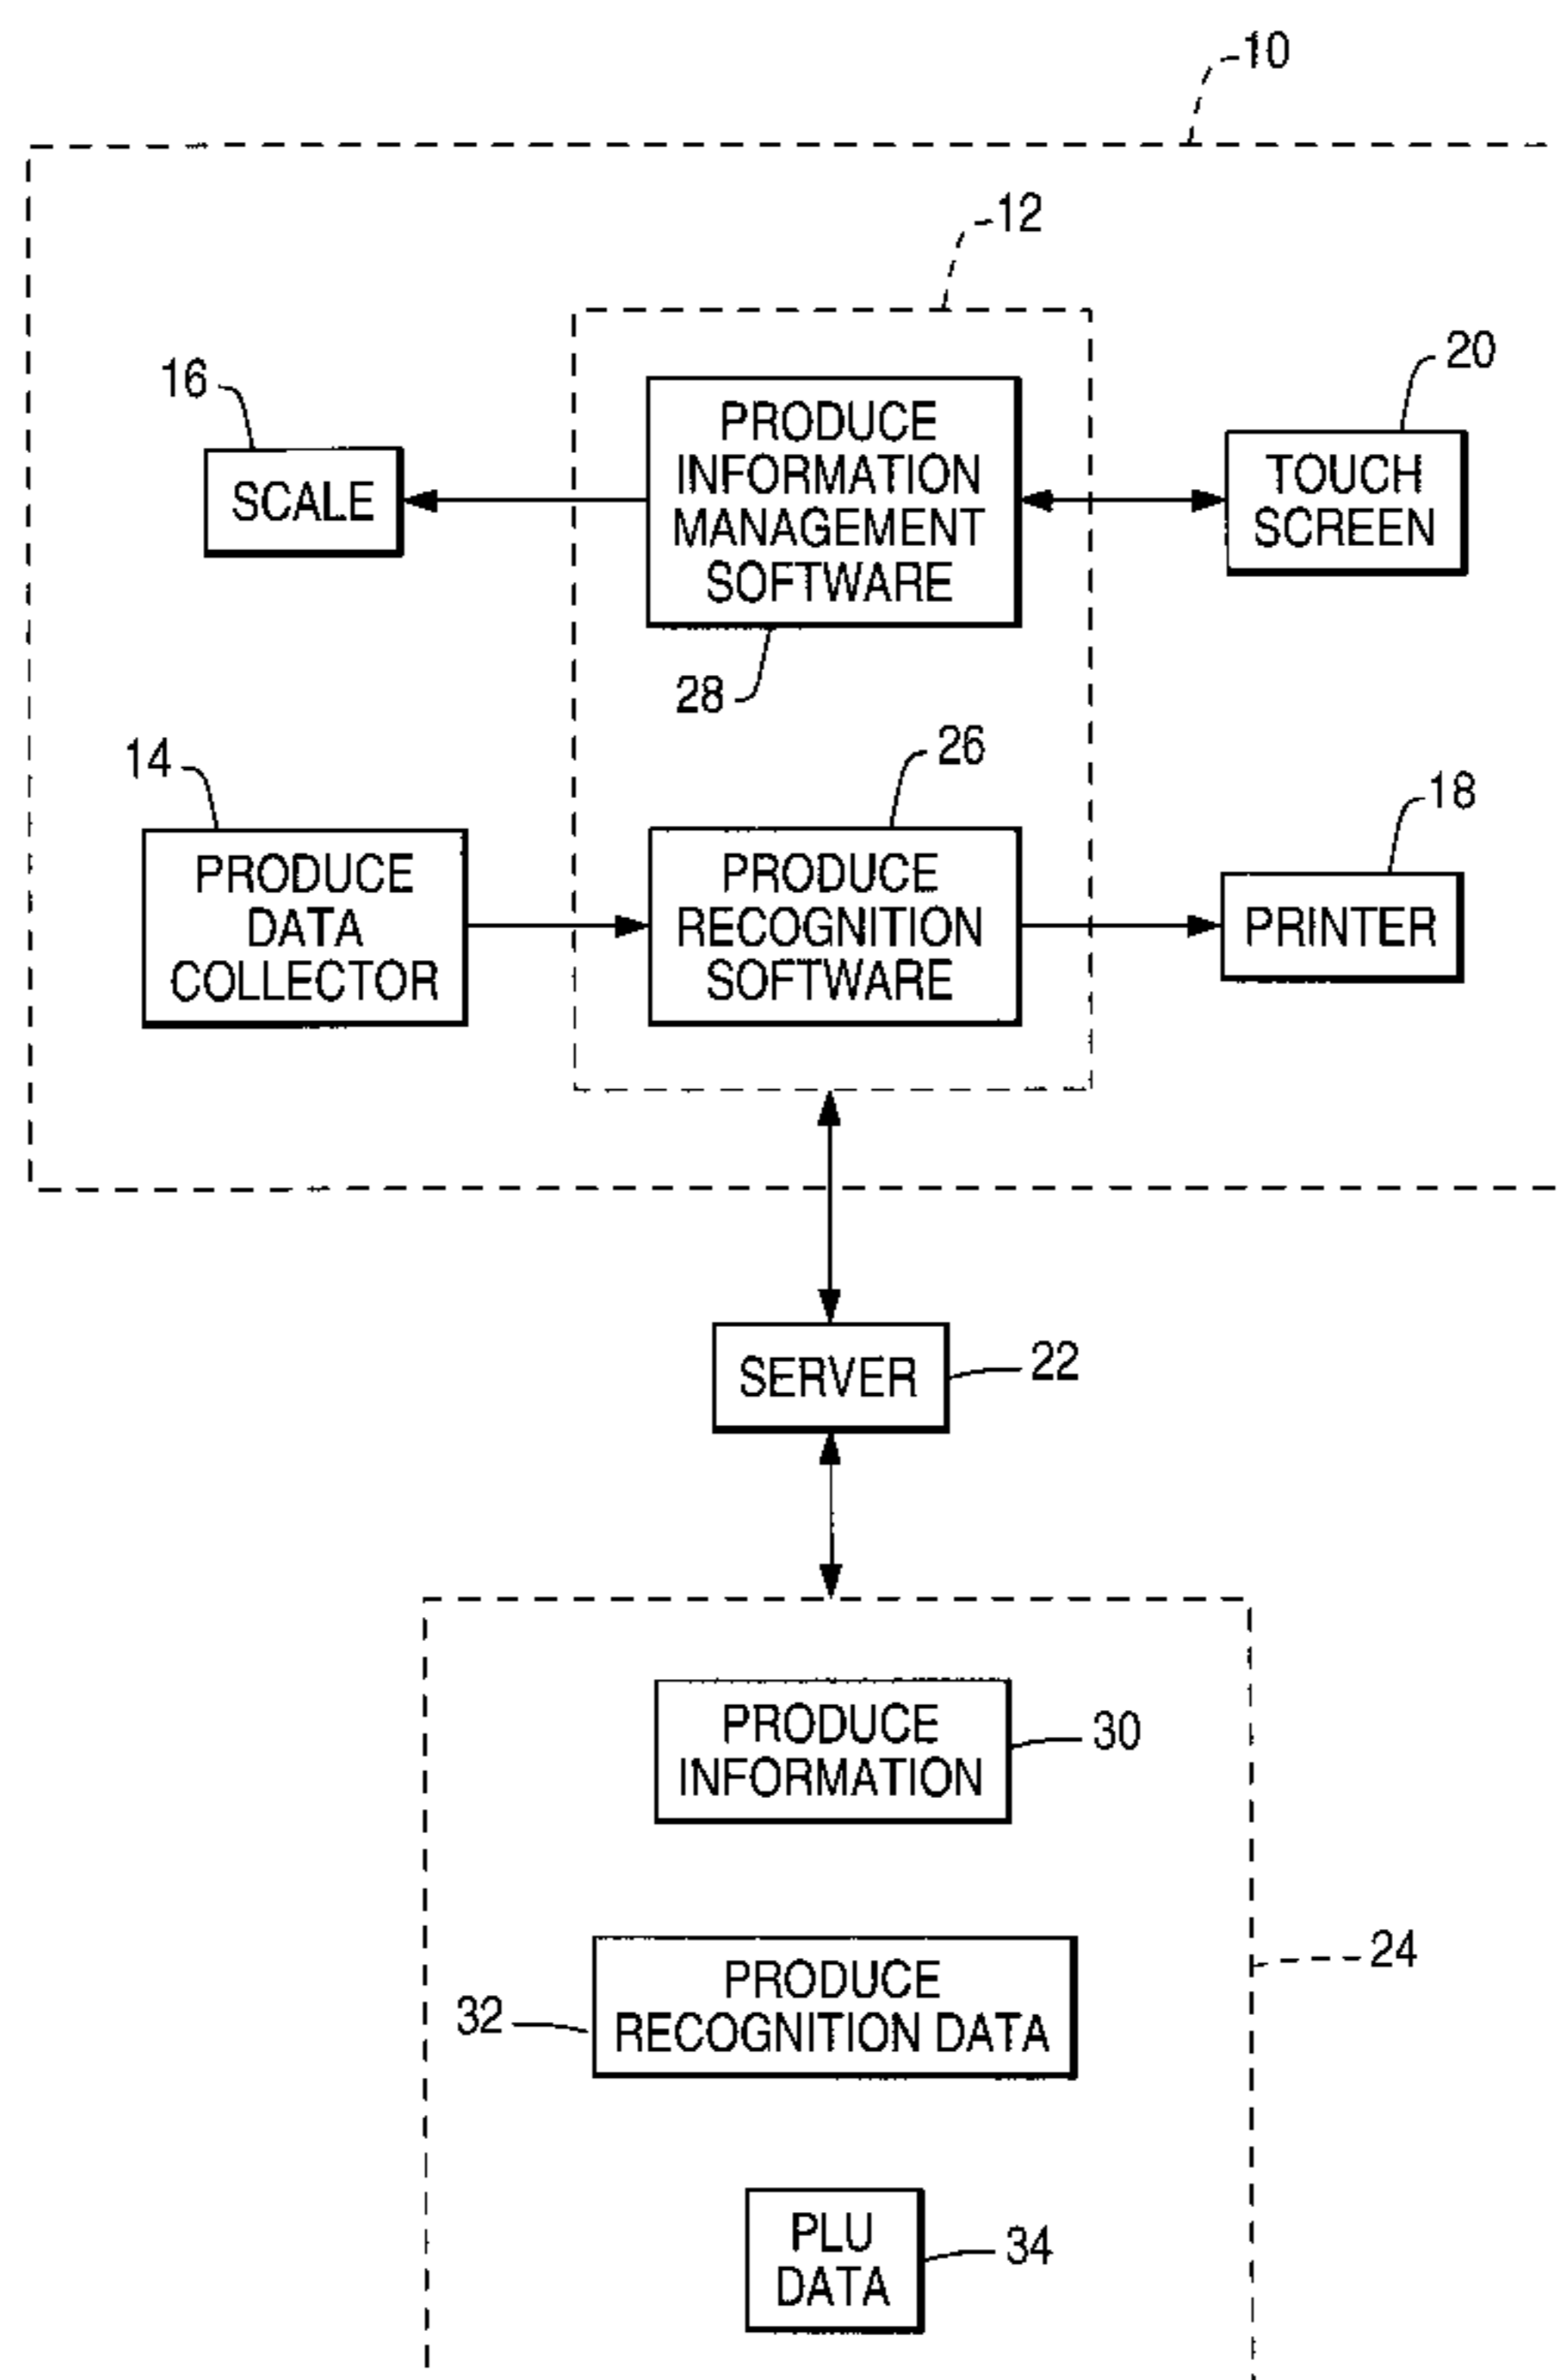 10
12
16
20
SCALE
PRODUCE
INFORMATION
MANAGEMENT
SOFTWARE
TOUCH
SCREEN
28
14
26
18
PRODUCE
DATA
COLLECTOR
PRODUCE
RECOGNITION
SOFTWARE
PRINTER
SERVER
22
PRODUCE
INFORMATION
30
24
32
PRODUCE
RECOGNITION DATA
PLU
DATA
34